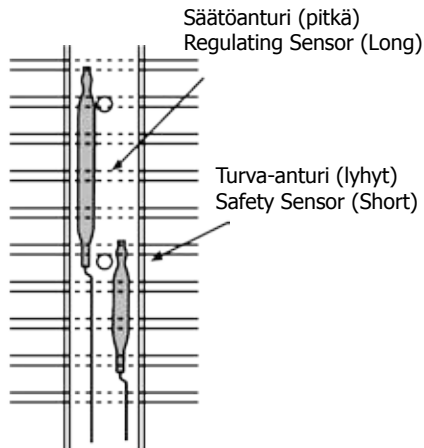 Säätöanturi (pitkä)
Regulating Sensor (Long)
Turva-anturi (lyhyt)
Safety Sensor (Short)